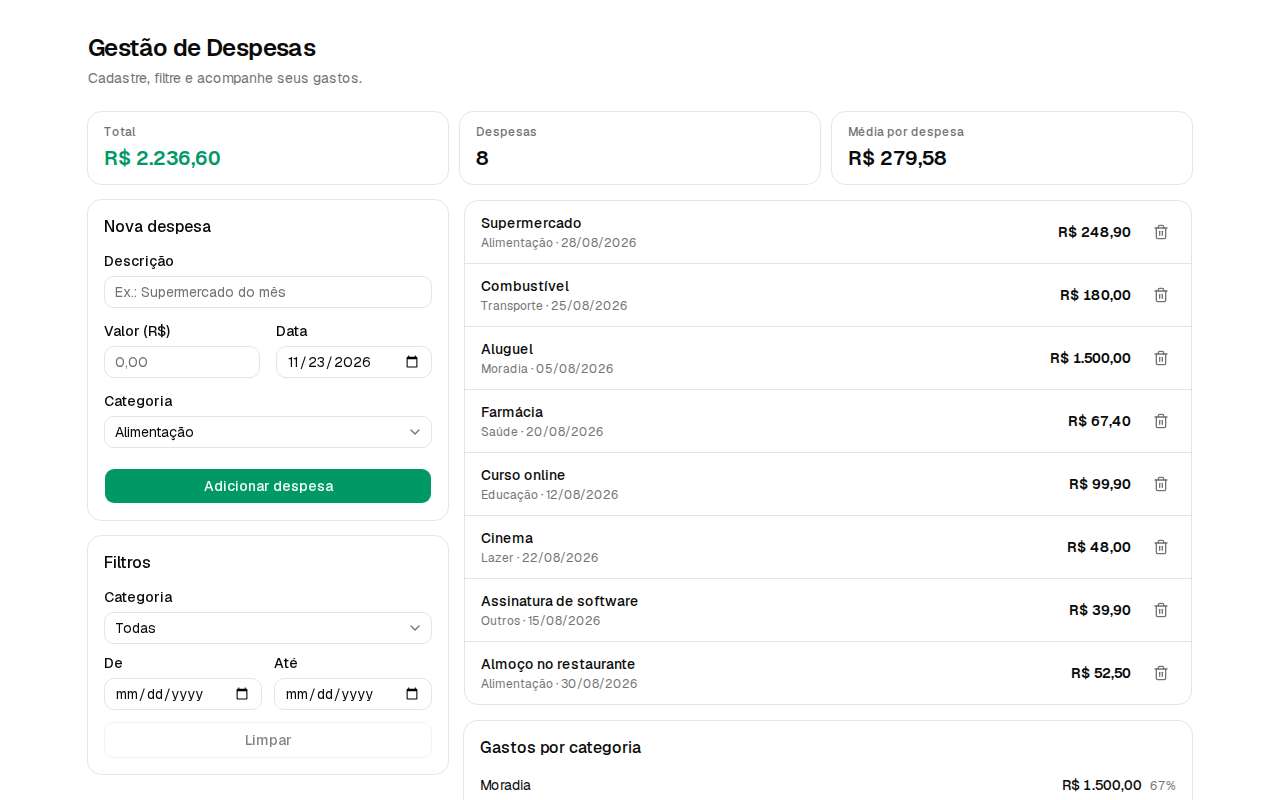 Gestão de Despesas
Cadastre, filtre e acompanhe seus gastos.
Total
R$ 2.236,60
Despesas
8
Média por despesa
R$ 279,58
Nova despesa
Descrição
Ex.: Supermercado do mês
Valor (R$)
Data
0,00
11/23/2026
Categoria
Alimentação
Adicionar despesa
Filtros
Categoria
Todas
De
Até
mm/dd/yyyy
mm/dd/yyyy
Limpar
Supermercado
Alimentação · 28/08/2026
R$ 248,90
Combustível
Transporte · 25/08/2026
R$ 180,00
Aluguel
Moradia · 05/08/2026
R$ 1.500,00
Farmácia
Saúde · 20/08/2026
R$ 67,40
Curso online
Educação · 12/08/2026
R$ 99,90
Cinema
Lazer · 22/08/2026
R$ 48,00
Assinatura de software
Outros · 15/08/2026
R$ 39,90
Almoço no restaurante
Alimentação · 30/08/2026
R$ 52,50
Gastos por categoria
Moradia
R$ 1.500,00 67%